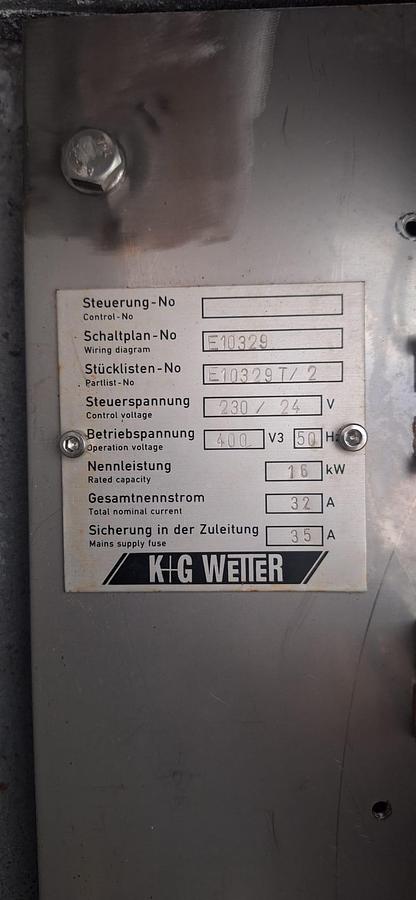 Steuerung-No
Control-No
Schaltplan-No E10329
Wiring diagram
Stücklisten-No E10329T/ 2
Partlist-No
Steuerspannung 230 / 24 V
Control voltage
Betriebspannung 400 V3 50 Hz
Operation voltage
Nennleistung 16 kW
Rated capacity
Gesamtnennstrom 32 A
Total nominal current
Sicherung in der Zuleitung 35 A
Mains supply fuse
K+G WETTER